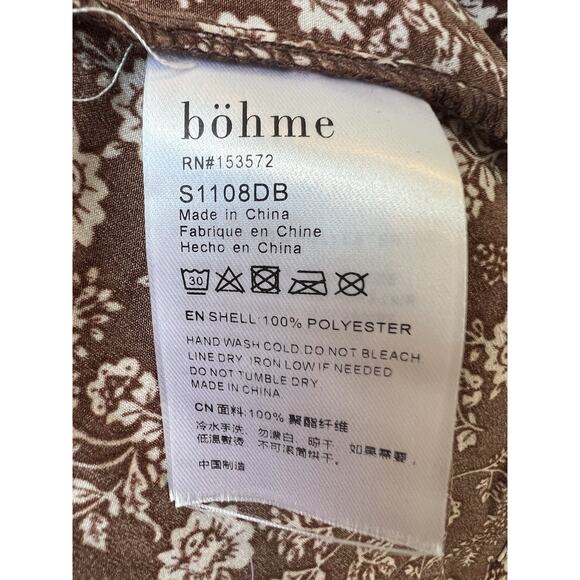 böhme
RN#153572
S1108DB
Made in China
Fabrique en Chine
Hecho en China
30
EN SHELL:100% POLYESTER
HAND WASH COLD.DO NOT BLEACH
LINE DRY. IRON LOW IF NEEDED
DO NOT TUMBLE DRY
MADE IN CHINA.
CN 面料:100% 聚酯纤维
冷水手洗，勿漂白，晾干，如果需要，
低温熨烫，不可滚筒烘干。
中国制造